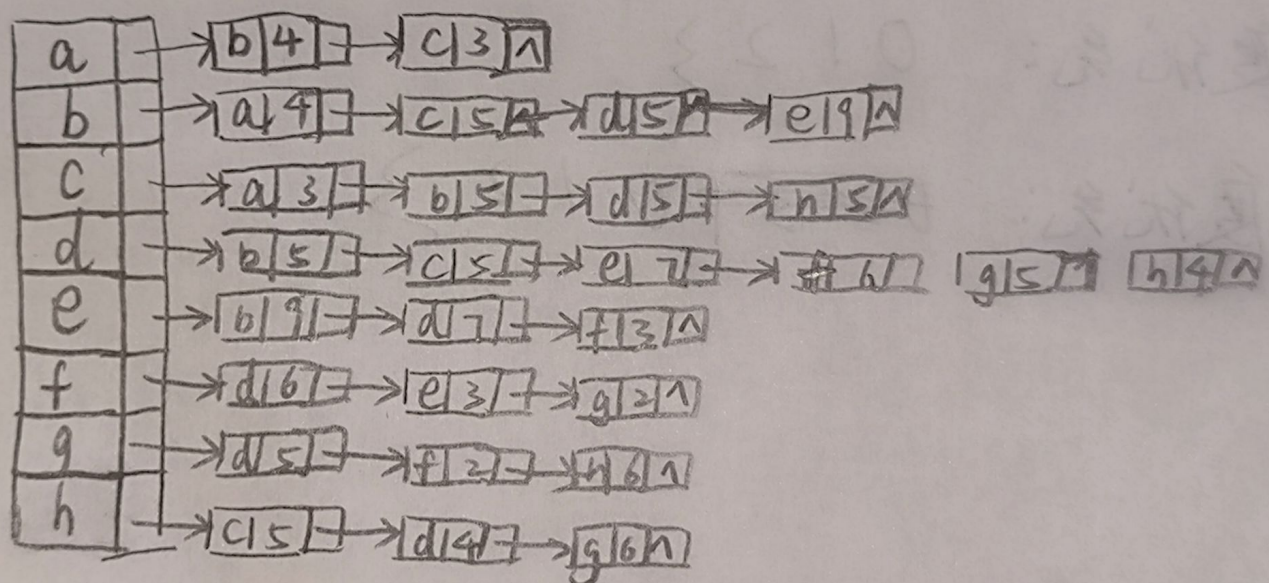 a b 4 c 3 ^
b a 4 c 5 d 5 e 9 ^
c a 3 b 5 d 5 h 5 ^
d b 5 c 5 e 7 f 6 g 5 h 4 ^
e b 9 d 7 f 3 ^
f d 6 e 3 g 2 ^
g d 5 f 2 h 6 ^
h c 5 d 4 g 6 ^